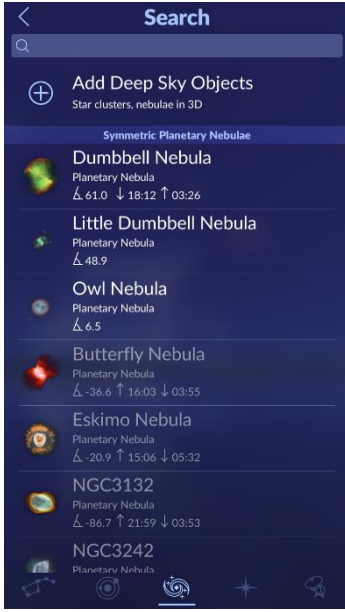 Search
Add Deep Sky Objects
Star clusters, nebulae in 3D
Symmetric Planetary Nebulae
Dumbbell Nebula
Planetary Nebula
∡ 61.0 ↓ 18:12 ↑ 03:26
Little Dumbbell Nebula
Planetary Nebula
∡ 48.9
Owl Nebula
Planetary Nebula
∡ 6.5
Butterfly Nebula
Planetary Nebula
∡ -36.6 ↑ 16:03 ↓ 03:55
Eskimo Nebula
Planetary Nebula
∡ -20.9 ↑ 15:06 ↓ 05:32
NGC3132
Planetary Nebula
∡ -86.7 ↑ 21:59 ↓ 03:53
NGC3242
Planetary Nebula